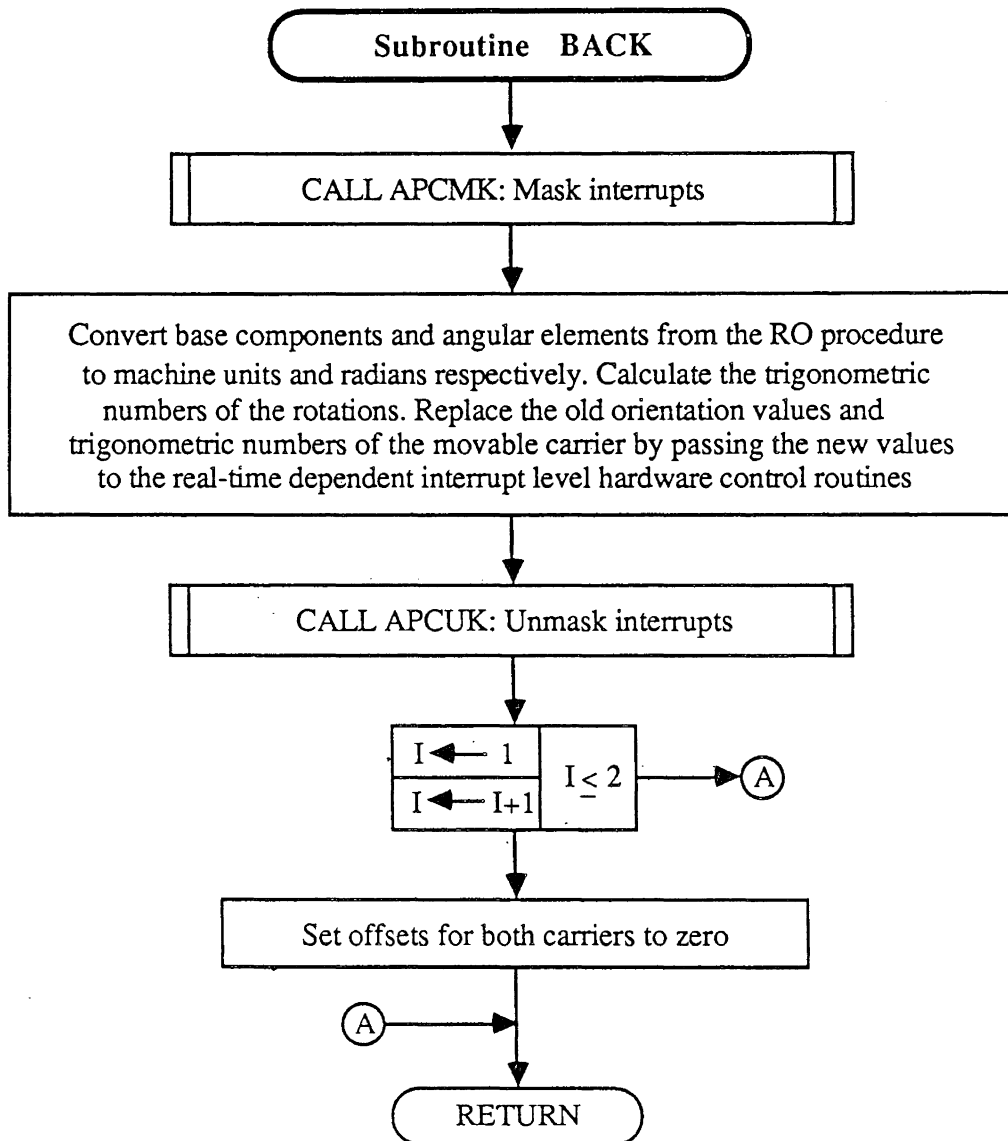 Subroutine BACK
CALL APCMK: Mask interrupts
Convert base components and angular elements from the RO procedure
to machine units and radians respectively. Calculate the trigonometric
numbers of the rotations. Replace the old orientation values and
trigonometric numbers of the movable carrier by passing the new values
to the real-time dependent interrupt level hardware control routines
CALL APCUK: Unmask interrupts
I ← 1
I ← I+1
I ≤ 2
A
Set offsets for both carriers to zero
A
RETURN